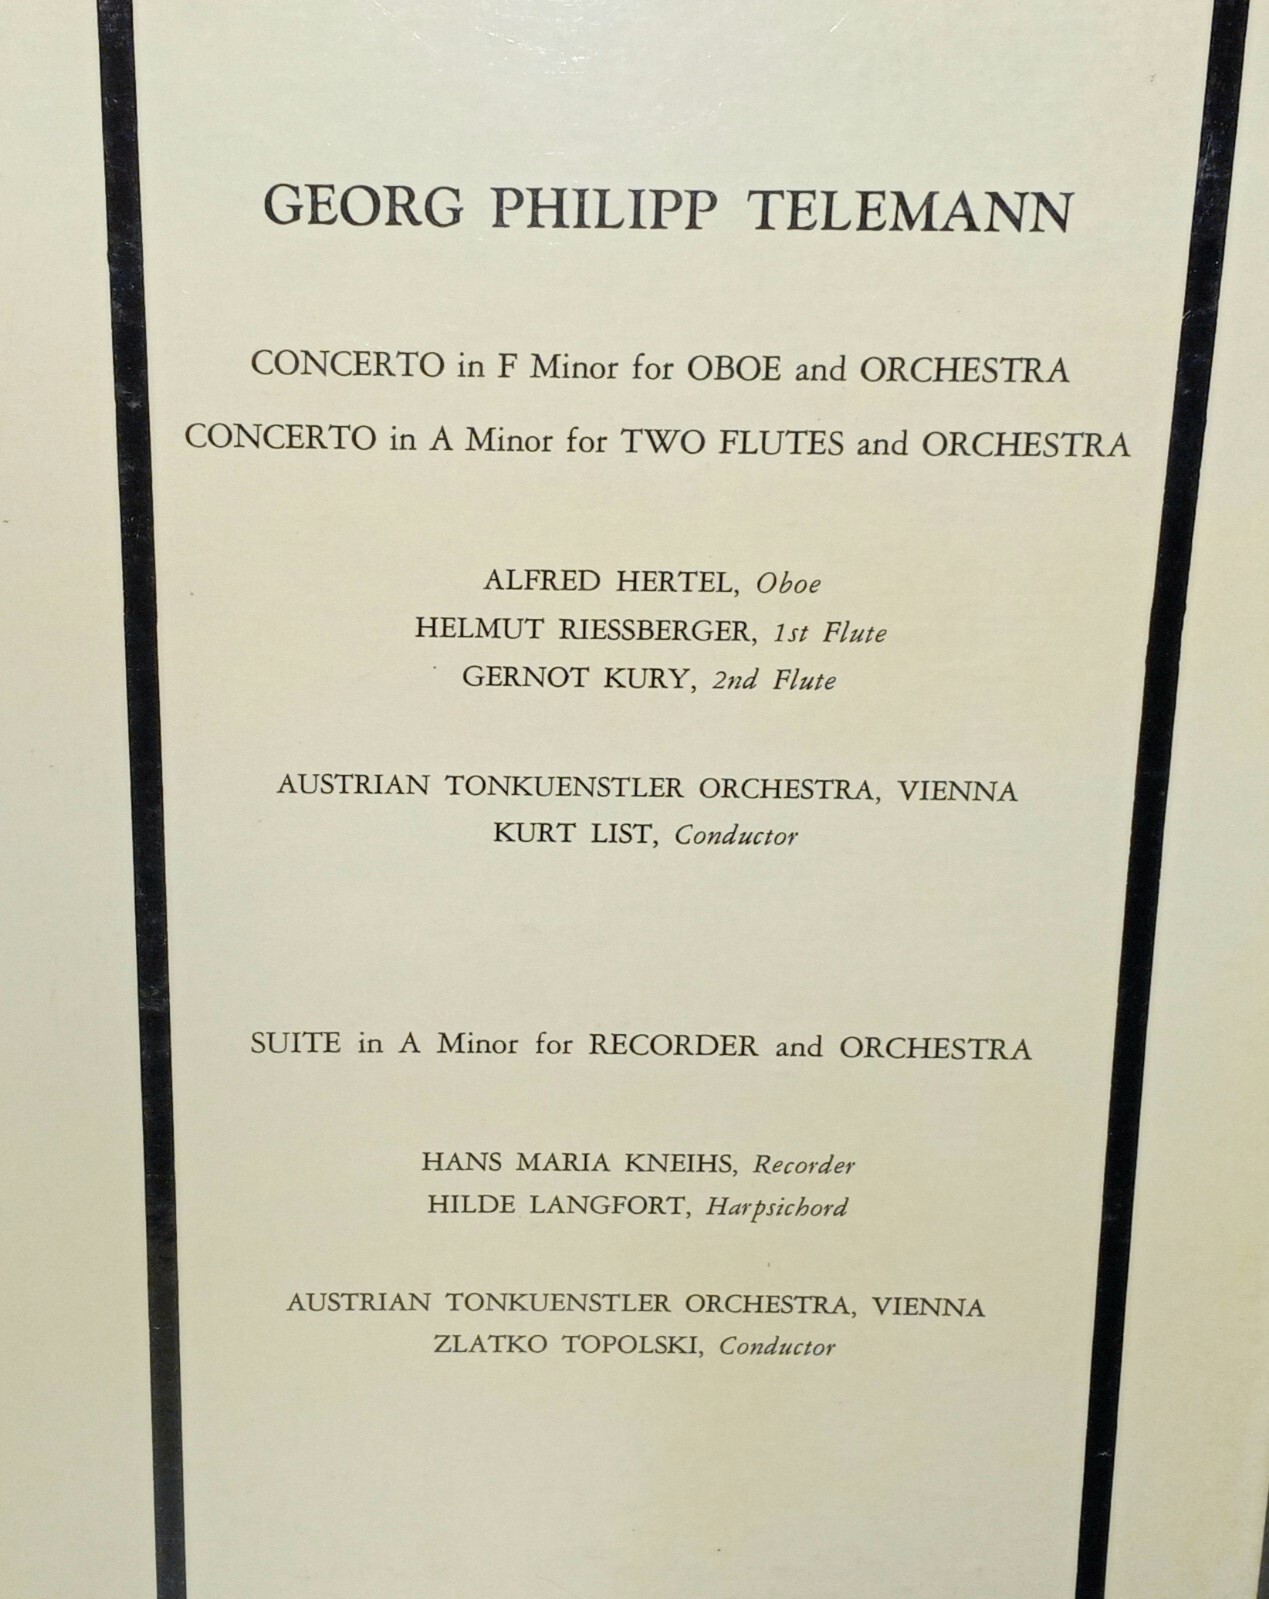 GEORG PHILIPP TELEMANN
CONCERTO in F Minor for OBOE and ORCHESTRA
CONCERTO in A Minor for TWO FLUTES and ORCHESTRA
ALFRED HERTEL, Oboe
HELMUT RIESSBERGER, 1st Flute
GERNOT KURY, 2nd Flute
AUSTRIAN TONKUENSTLER ORCHESTRA, VIENNA
KURT LIST, Conductor
SUITE in A Minor for RECORDER and ORCHESTRA
HANS MARIA KNEIHS, Recorder
HILDE LANGFORT, Harpsichord
AUSTRIAN TONKUENSTLER ORCHESTRA, VIENNA
ZLATKO TOPOLSKI, Conductor